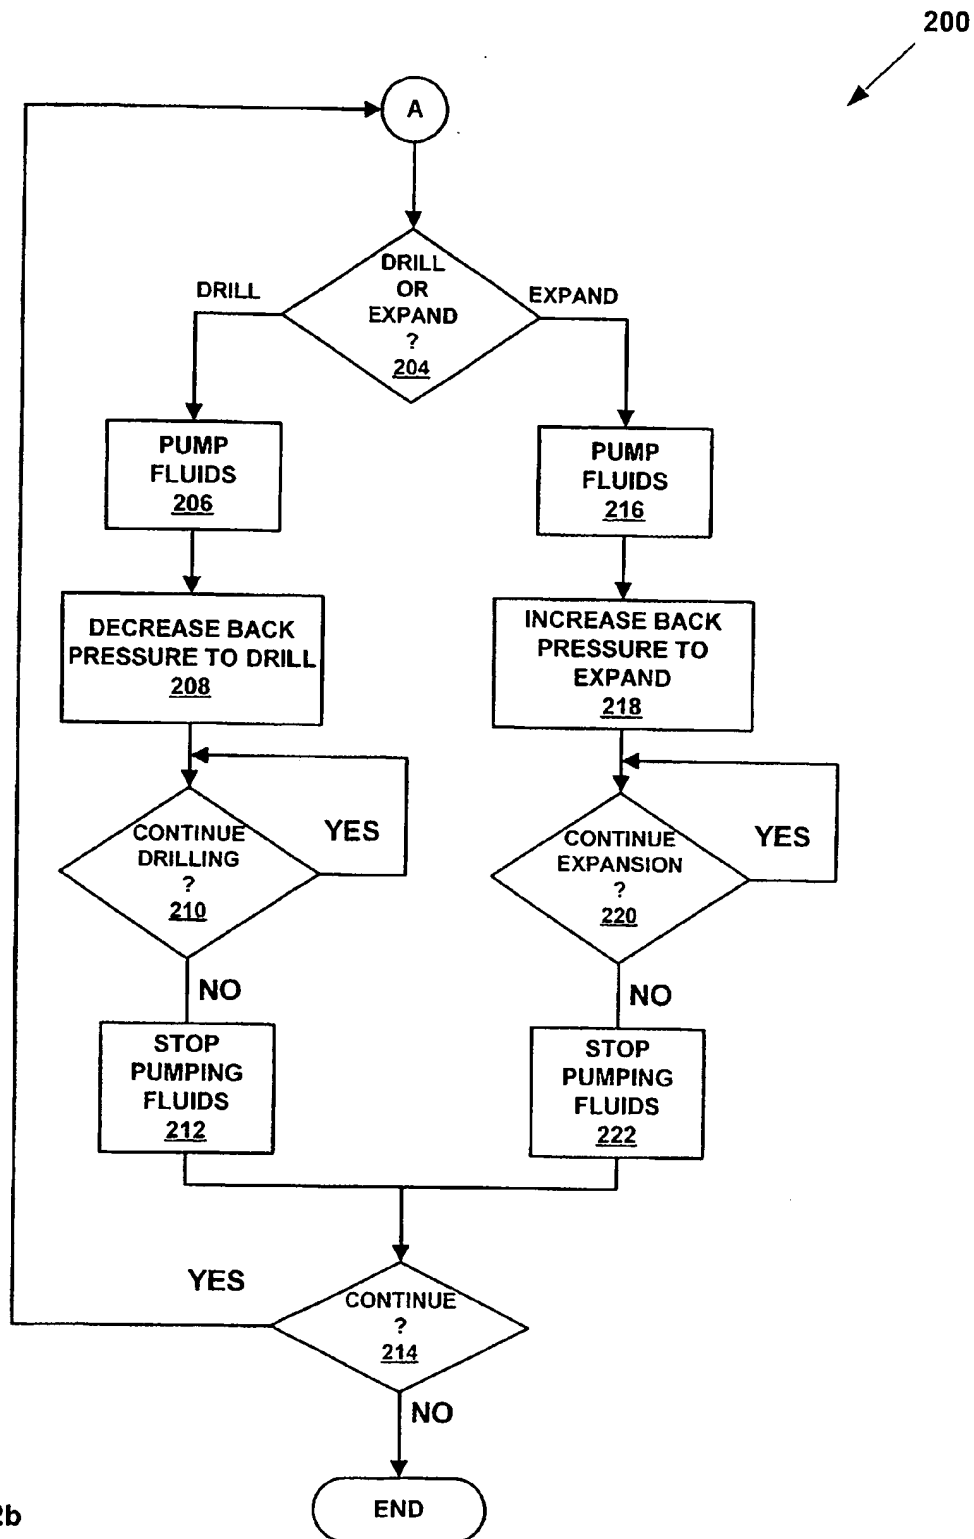 200
A
DRILL
OR
EXPAND
?
204
DRILL
EXPAND
PUMP
FLUIDS
206
PUMP
FLUIDS
216
DECREASE BACK
PRESSURE TO DRILL
208
INCREASE BACK
PRESSURE TO
EXPAND
218
CONTINUE
DRILLING
?
210
YES
CONTINUE
EXPANSION
?
220
YES
NO
NO
STOP
PUMPING
FLUIDS
212
STOP
PUMPING
FLUIDS
222
YES
CONTINUE
?
214
NO
END
2b